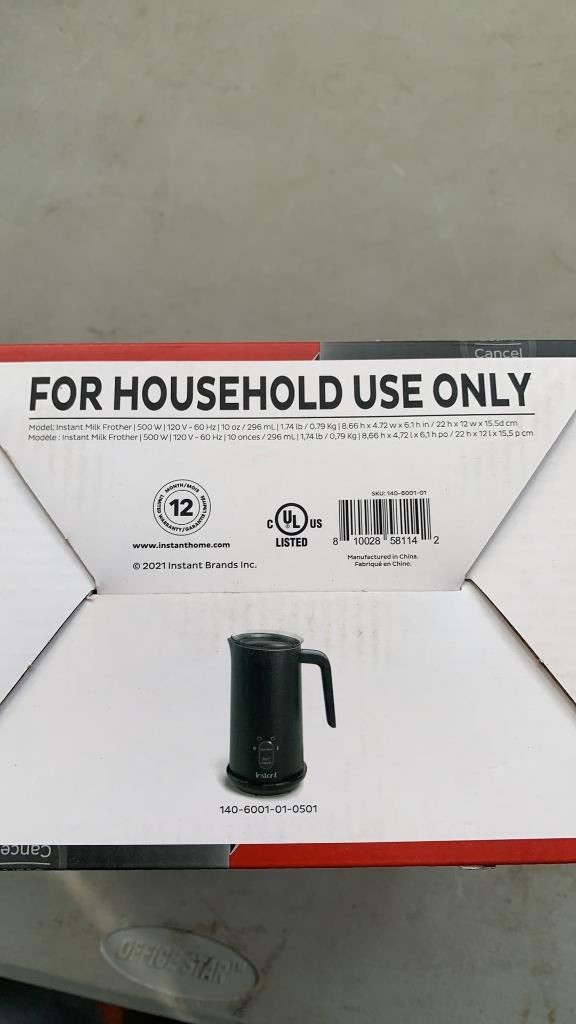 Cancel
FOR HOUSEHOLD USE ONLY
Model: Instant Milk Frother | 500 W | 120 V - 60 Hz | 10 oz / 296 mL | 1,74 lb / 0.79 Kg | 8.66 h x 4.72 w x 6.1 h in / 22 h x 12 w x 15.5d cm
Modèle : Instant Milk Frother | 500 W | 120 V - 60 Hz | 10 onces / 296 mL | 1,74 lb / 0,79 Kg | 8,66 h x 4,72 l x 6,1 h po / 22 h x 12 l x 15,5 p cm
MONTH/MOIS
12
LIMITED WARRANTY/GARANTIE LIMITÉE
www.instanthome.com
© 2021 Instant Brands Inc.
C UL US
LISTED
SKU: 140-6001-01
8 10028 58114 2
Manufactured in China.
Fabriqué en Chine.
Instant
140-6001-01-0501
Cancel
OFFICE STAR™